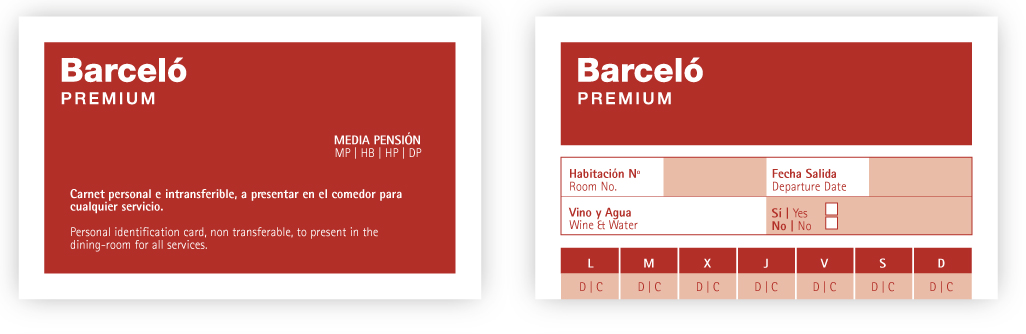 Barceló
PREMIUM
MEDIA PENSIÓN
MP | HB | HP | DP
Carnet personal e intransferible, a presentar en el comedor para
cualquier servicio.
Personal identification card, non transferable, to present in the
dining-room for all services.
Barceló
PREMIUM
Habitación Nº
Room No.
Fecha Salida
Departure Date
Vino y Agua
Wine & Water
Si | Yes
No | No
L M X J V S D
D | C D | C D | C D | C D | C D | C D | C